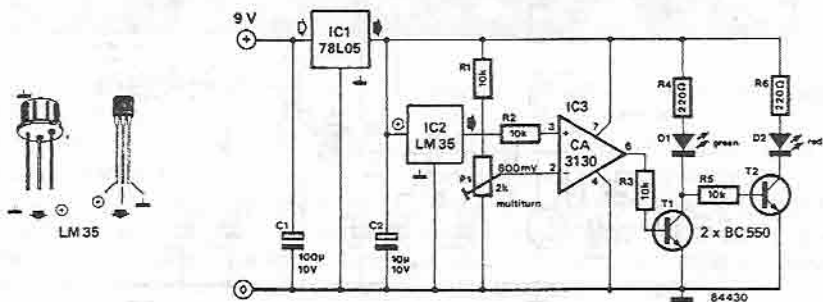 9 V
IC1
78L05
R1
10k
IC2
LM 35
R2
10k
IC3
CA
3130
3
2
7
4
6
+
−
600mV
P1
2k
multiturn
R3
10k
R4
220Ω
R6
220Ω
D1
green
D2
red
R5
10k
T1
T2
2 x BC 550
C1
100µ
10V
C2
10µ
10V
LM 35
84430